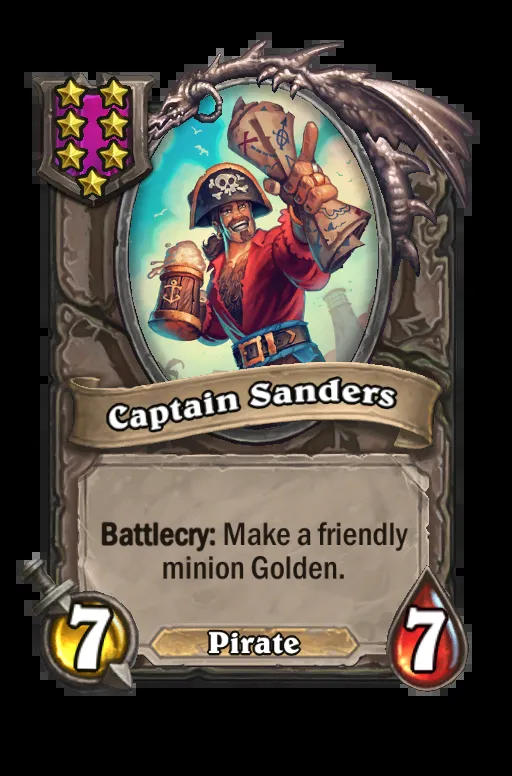 Captain Sanders
Battlecry: Make a friendly
minion Golden.
7
Pirate
7